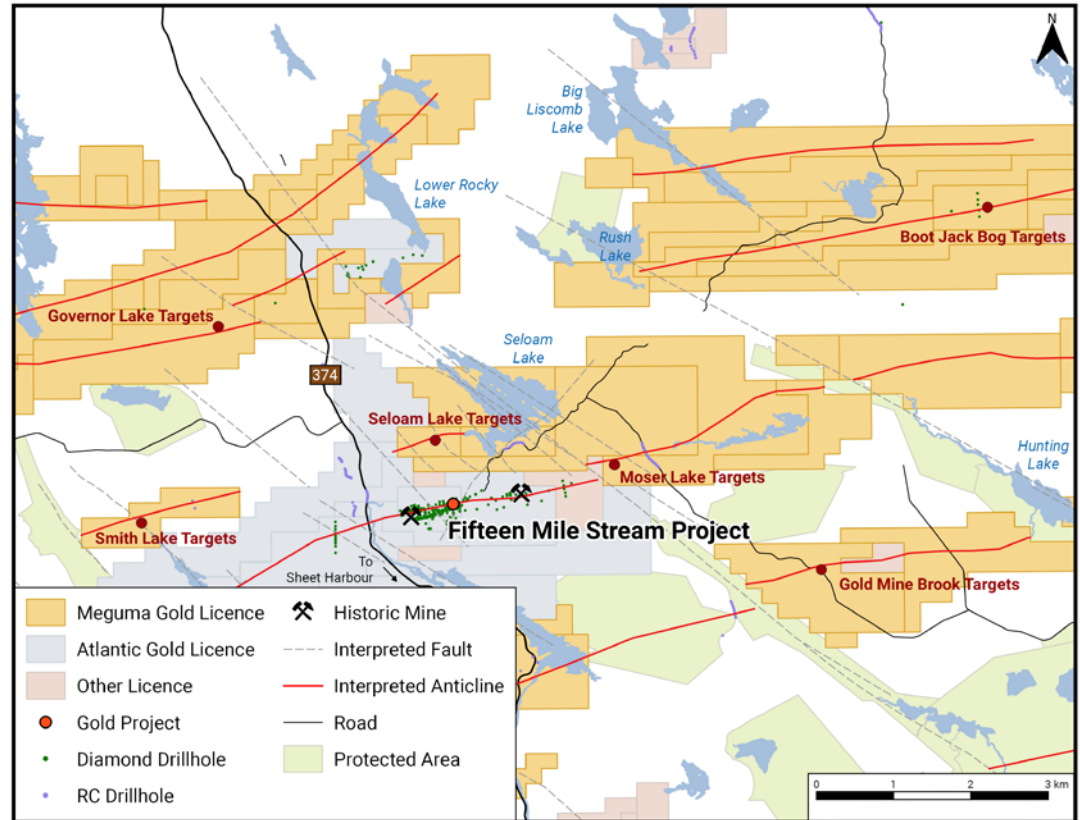 N
Big
Liscomb
Lake
Lower Rocky
Lake
Rush
Lake
Boot Jack Bog Targets
Governor Lake Targets
Seloam
Lake
374
Seloam Lake Targets
Hunting
Lake
Moser Lake Targets
Smith Lake Targets
Fifteen Mile Stream Project
To
Sheet Harbour
Gold Mine Brook Targets
Meguma Gold Licence
Atlantic Gold Licence
Other Licence
Gold Project
Diamond Drillhole
RC Drillhole
Historic Mine
Interpreted Fault
Interpreted Anticline
Road
Protected Area
0 1 2 3 km